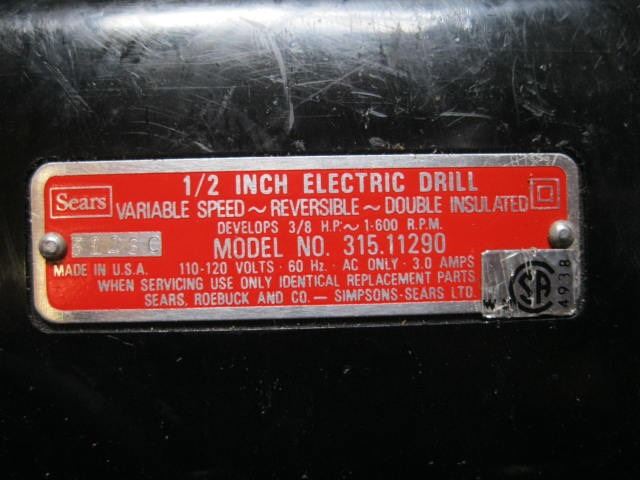 1/2 INCH ELECTRIC DRILL
Sears
VARIABLE SPEED ~ REVERSIBLE ~ DOUBLE INSULATED
DEVELOPS 3/8 H.P. ~ 1-600 R.P.M.
MODEL NO. 315.11290
MADE IN U.S.A. 110-120 VOLTS · 60 Hz · AC ONLY · 3.0 AMPS
WHEN SERVICING USE ONLY IDENTICAL REPLACEMENT PARTS
SEARS, ROEBUCK AND CO. — SIMPSONS-SEARS LTD.
SA
4938